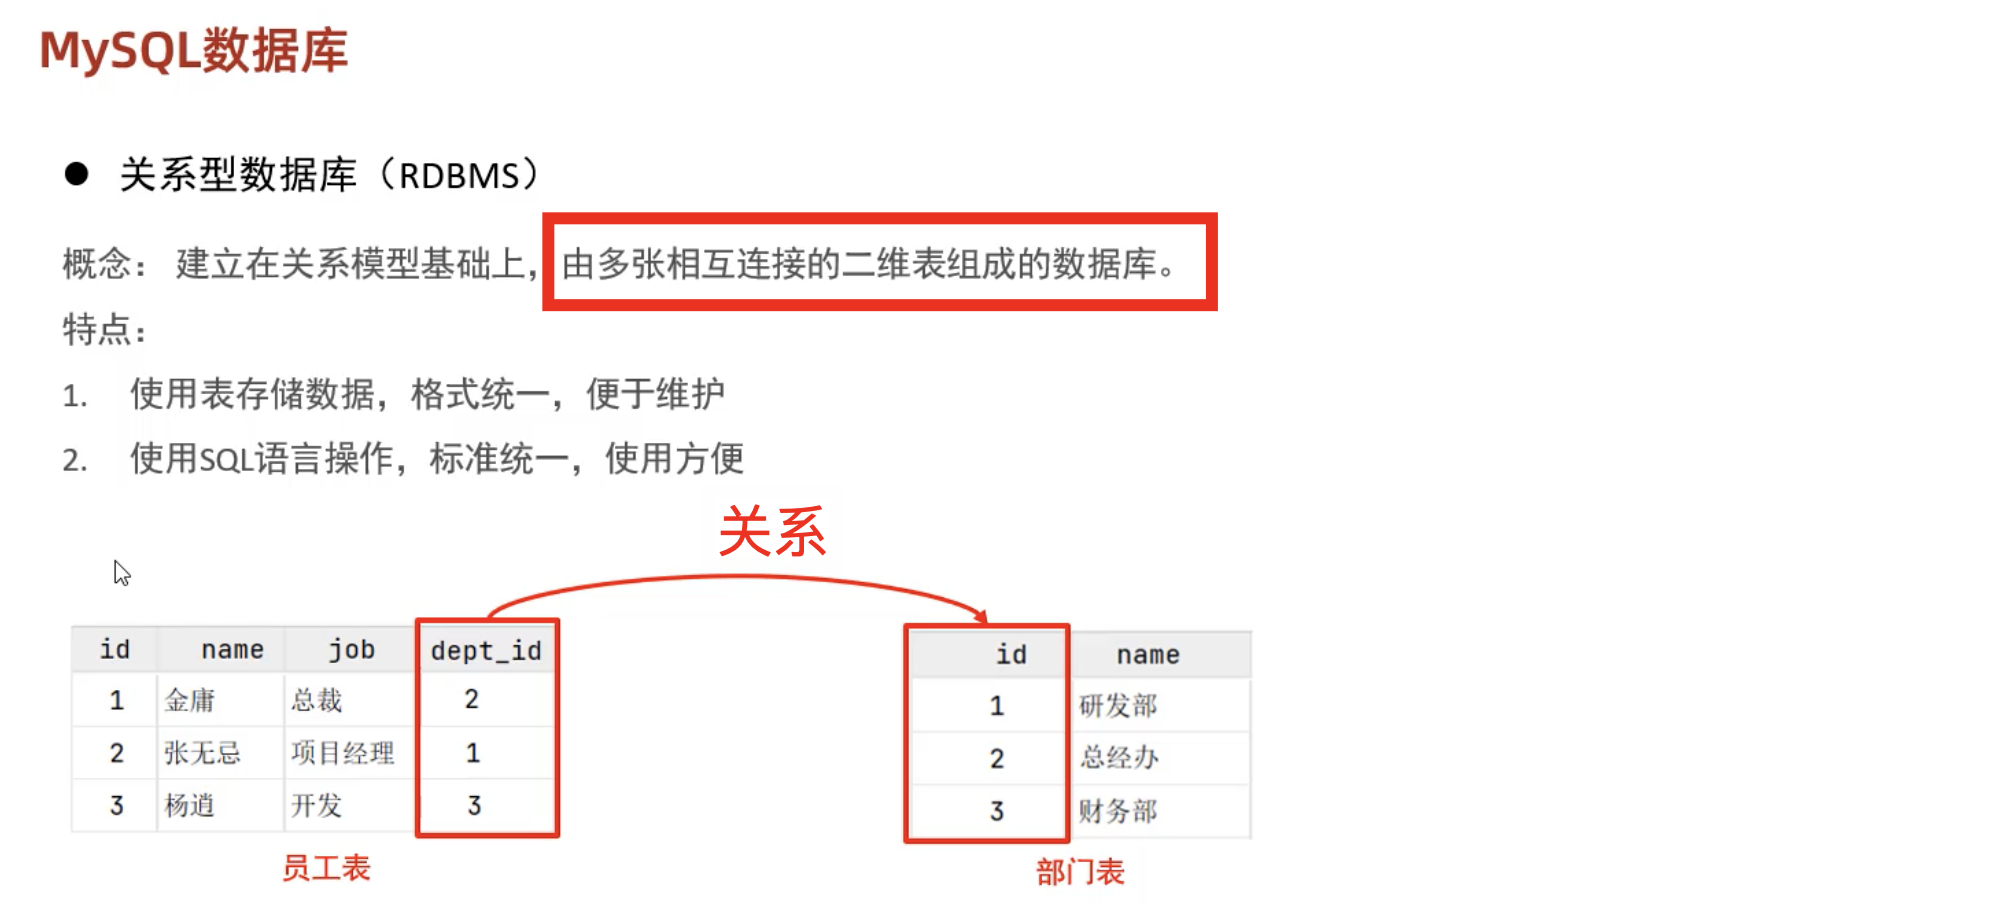 MySQL数据库
● 关系型数据库（RDBMS）
概念： 建立在关系模型基础上，由多张相互连接的二维表组成的数据库。
特点：
1. 使用表存储数据，格式统一，便于维护
2. 使用SQL语言操作，标准统一，使用方便
关系
id name job dept_id
1 金庸 总裁 2
2 张无忌 项目经理 1
3 杨逍 开发 3
员工表
id name
1 研发部
2 总经办
3 财务部
部门表